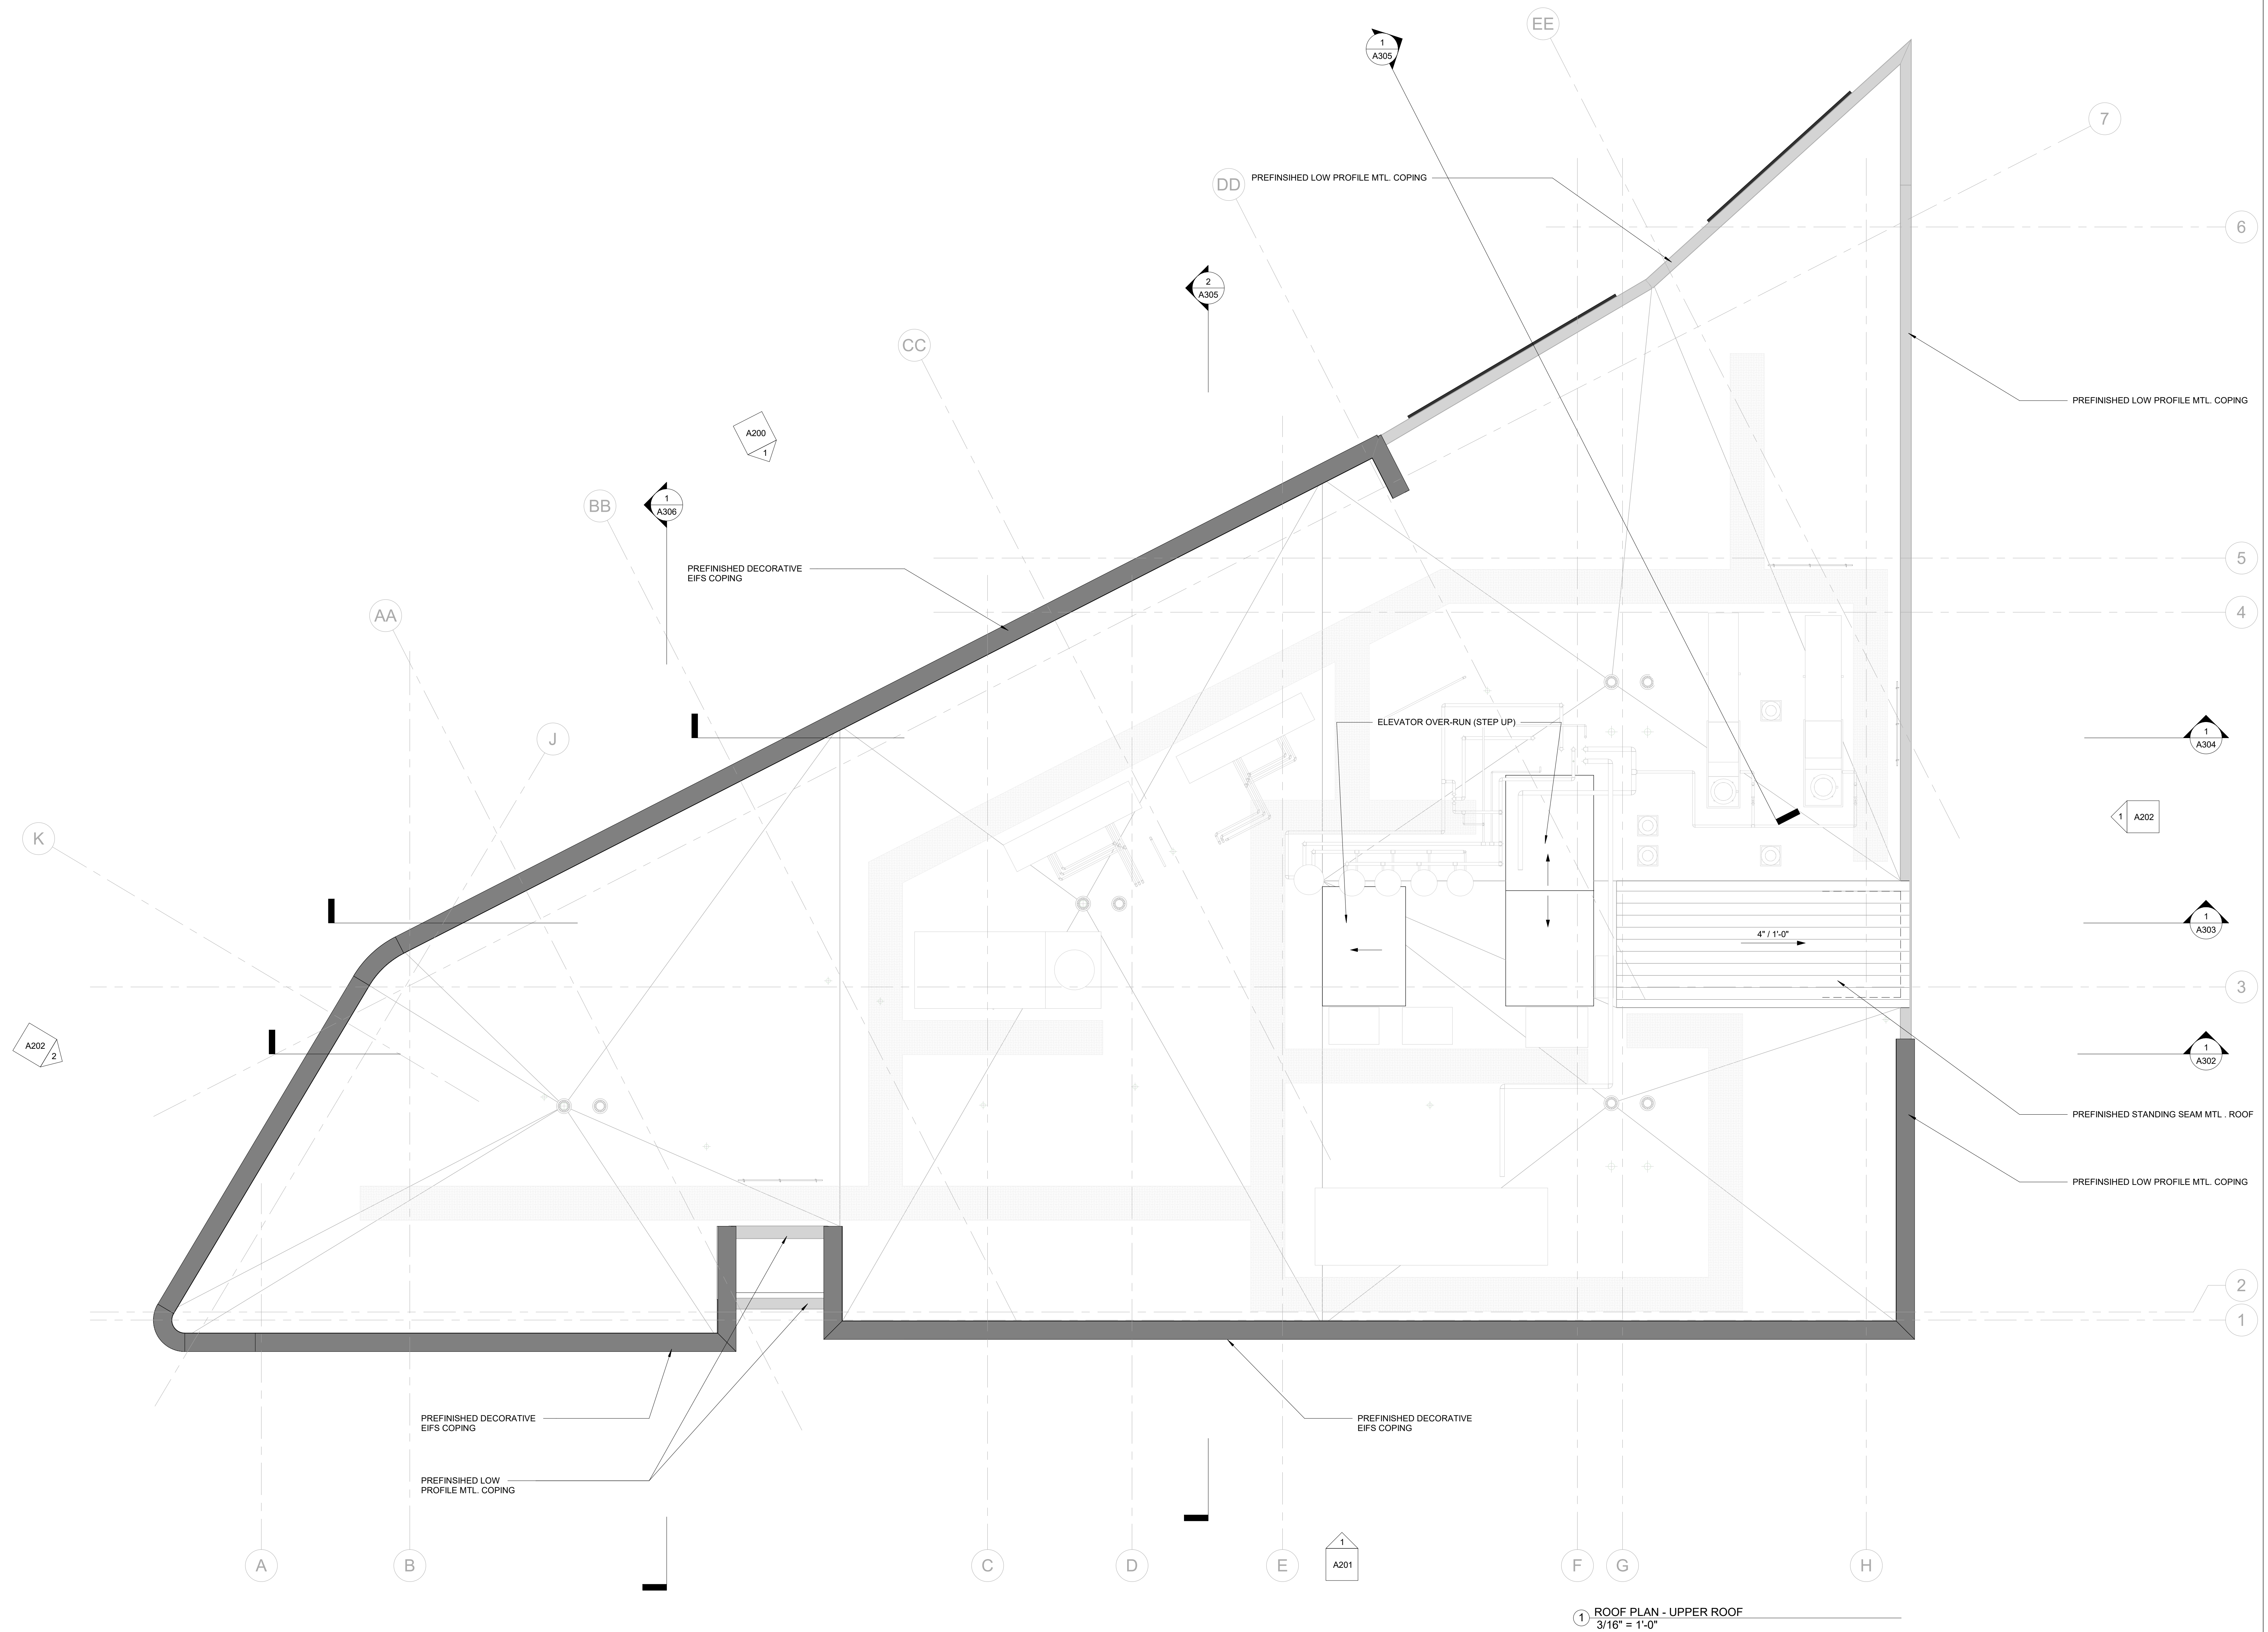 EE
1
A305
7
PREFINSIHED LOW PROFILE MTL. COPING
DD
6
2
A305
CC
PREFINISHED LOW PROFILE MTL. COPING
A200
1
BB
1
A306
5
PREFINISHED DECORATIVE
EIFS COPING
4
AA
ELEVATOR OVER-RUN (STEP UP)
J
1
A304
1
A202
K
1
A303
4" / 1'-0"
3
A202
2
1
A302
PREFINISHED STANDING SEAM MTL . ROOF
PREFINSIHED LOW PROFILE MTL. COPING
2
1
PREFINISHED DECORATIVE
EIFS COPING
PREFINISHED DECORATIVE
EIFS COPING
PREFINSIHED LOW
PROFILE MTL. COPING
A
B
C
D
E
1
A201
F
G
H
1
ROOF PLAN - UPPER ROOF
3/16" = 1'-0"